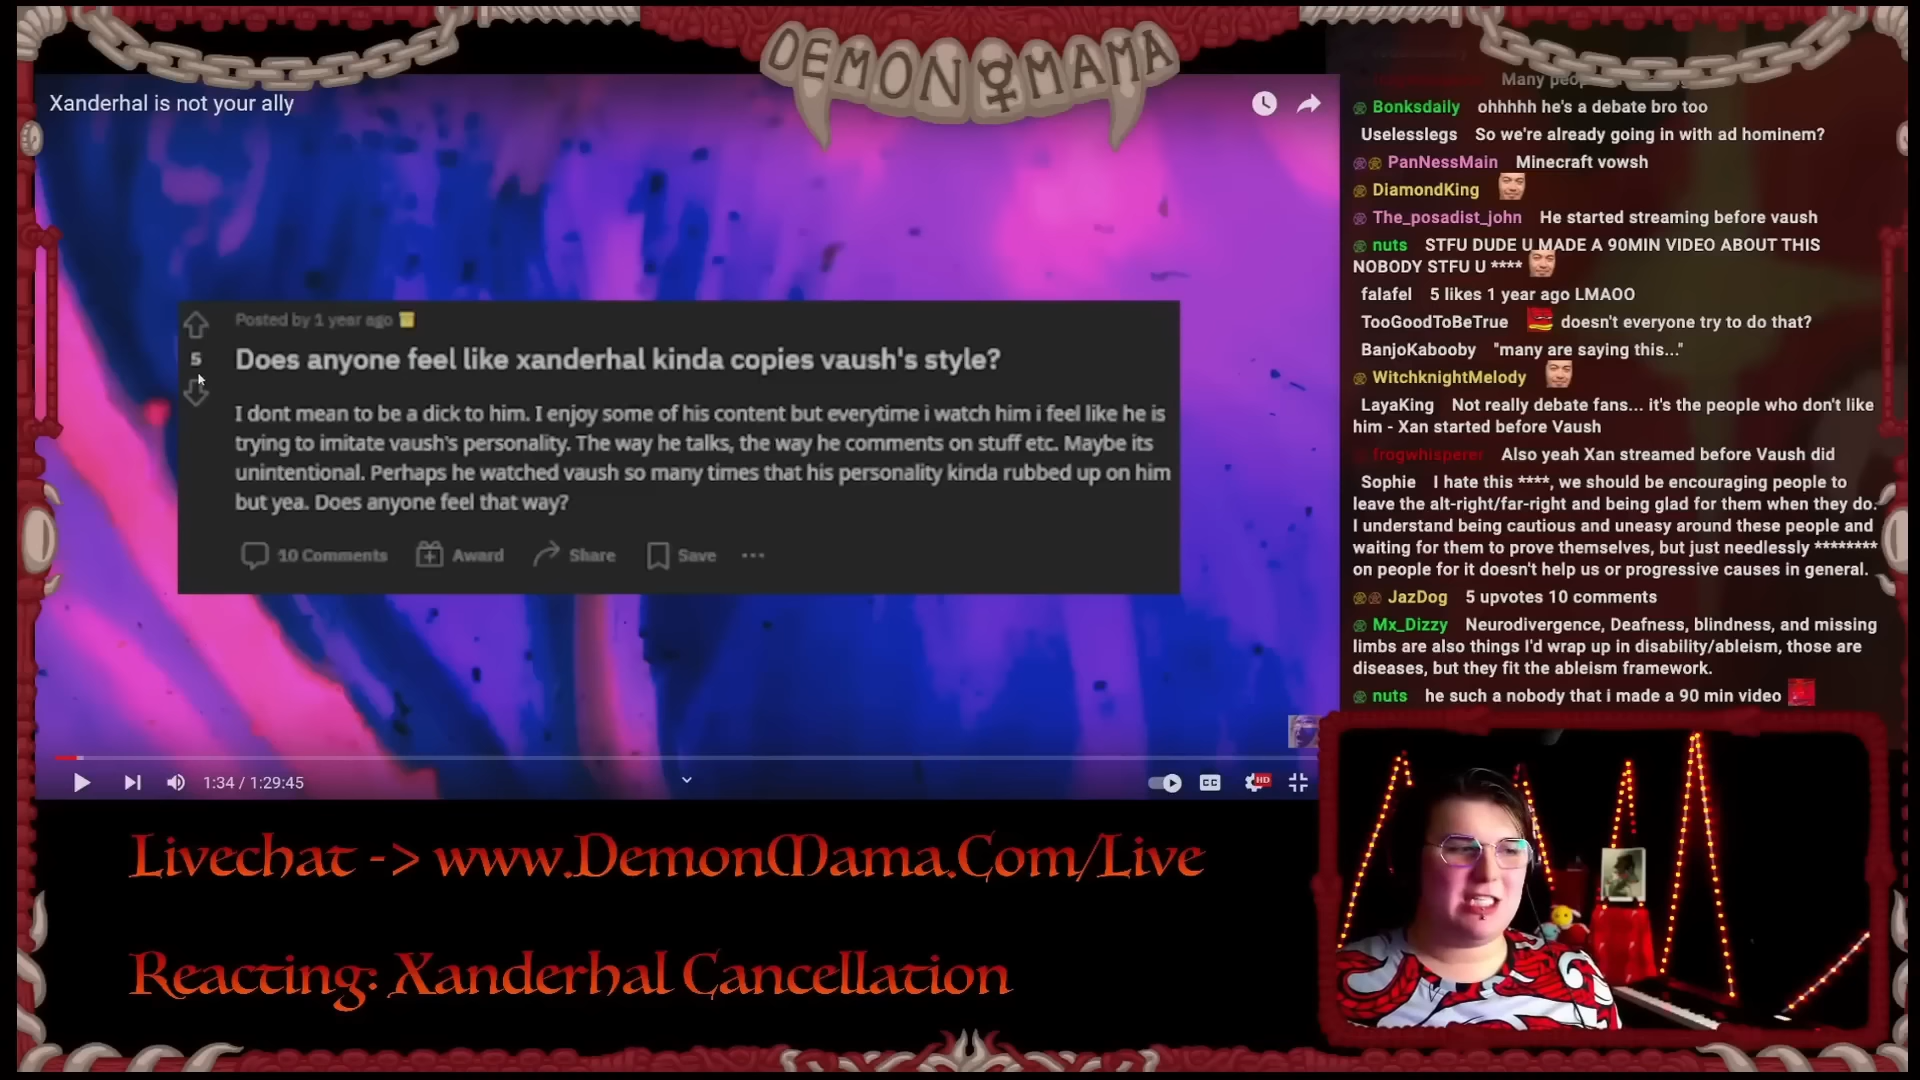 DEMON MAMA
Xanderhal is not your ally
Posted by 1 year ago
5
Does anyone feel like xanderhal kinda copies vaush's style?
I dont mean to be a dick to him. I enjoy some of his content but everytime i watch him i feel like he is
trying to imitate vaush's personality. The way he talks, the way he comments on stuff etc. Maybe its
unintentional. Perhaps he watched vaush so many times that his personality kinda rubbed up on him
but yea. Does anyone feel that way?
10 Comments Award Share Save
1:34 / 1:29:45
CC
HD
Livechat -> www.DemonMama.Com/Live
Reacting: Xanderhal Cancellation
Many
Bonksdaily ohhhhh he's a debate bro too
Uselesslegs So we're already going in with ad hominem?
PanNessMain Minecraft vowsh
DiamondKing
The_posadist_john He started streaming before vaush
nuts STFU DUDE U MADE A 90MIN VIDEO ABOUT THIS
NOBODY STFU U ****
falafel 5 likes 1 year ago LMAOO
TooGoodToBeTrue doesn't everyone try to do that?
BanjoKabooby "many are saying this..."
WitchknightMelody
LayaKing Not really debate fans... it's the people who don't like
him - Xan started before Vaush
frogwhisperer Also yeah Xan streamed before Vaush did
Sophie I hate this ****, we should be encouraging people to
leave the alt-right/far-right and being glad for them when they do.
I understand being cautious and uneasy around these people and
waiting for them to prove themselves, but just needlessly ********
on people for it doesn't help us or progressive causes in general.
JazDog 5 upvotes 10 comments
Mx_Dizzy Neurodivergence, Deafness, blindness, and missing
limbs are also things I'd wrap up in disability/ableism, those are
diseases, but they fit the ableism framework.
nuts he such a nobody that i made a 90 min video